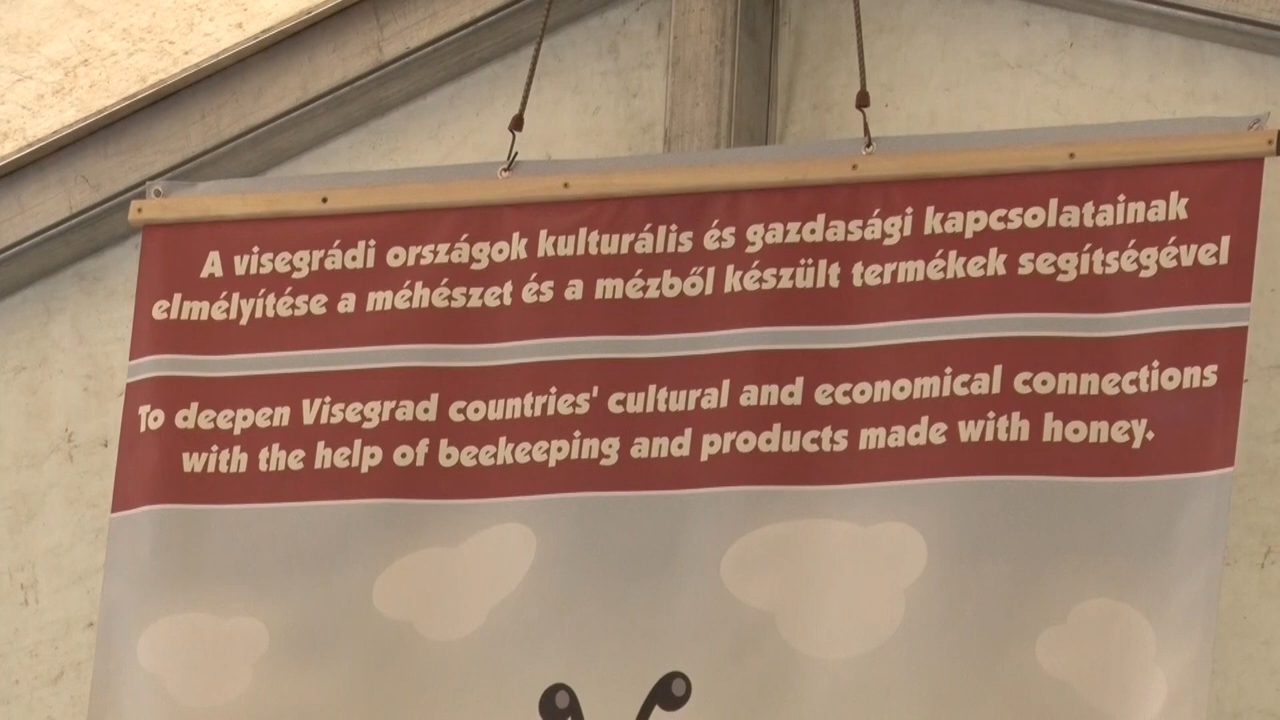 A visegrádi országok kulturális és gazdasági kapcsolatainak
elmélyítése a méhészet és a mézből készült termékek segítségével
To deepen Visegrad countries' cultural and economical connections
with the help of beekeeping and products made with honey.